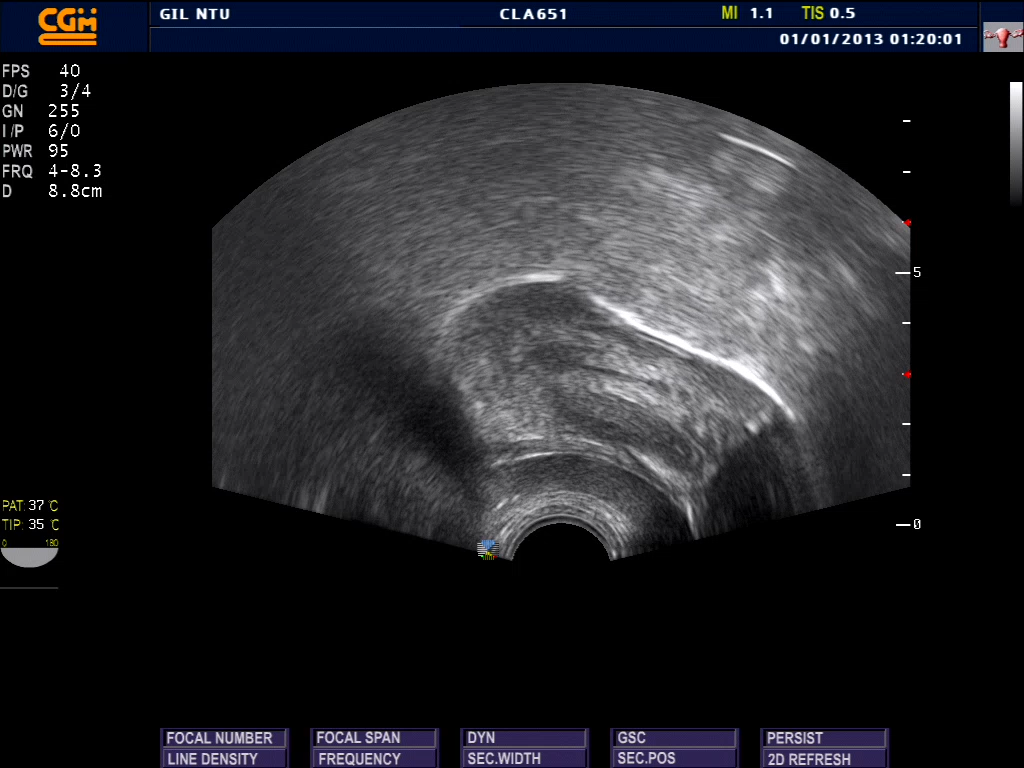 CGM
GIL NTU CLA651 MI 1.1 TIS 0.5
01/01/2013 01:20:01
FPS 40
D/G 3/4
GN 255
I/P 6/0
PWR 95
FRQ 4-8.3
D 8.8cm
5
PAT: 37 °C
TIP: 35 °C
0 180
0
FOCAL NUMBER FOCAL SPAN DYN GSC PERSIST
LINE DENSITY FREQUENCY SEC.WIDTH SEC.POS 2D REFRESH